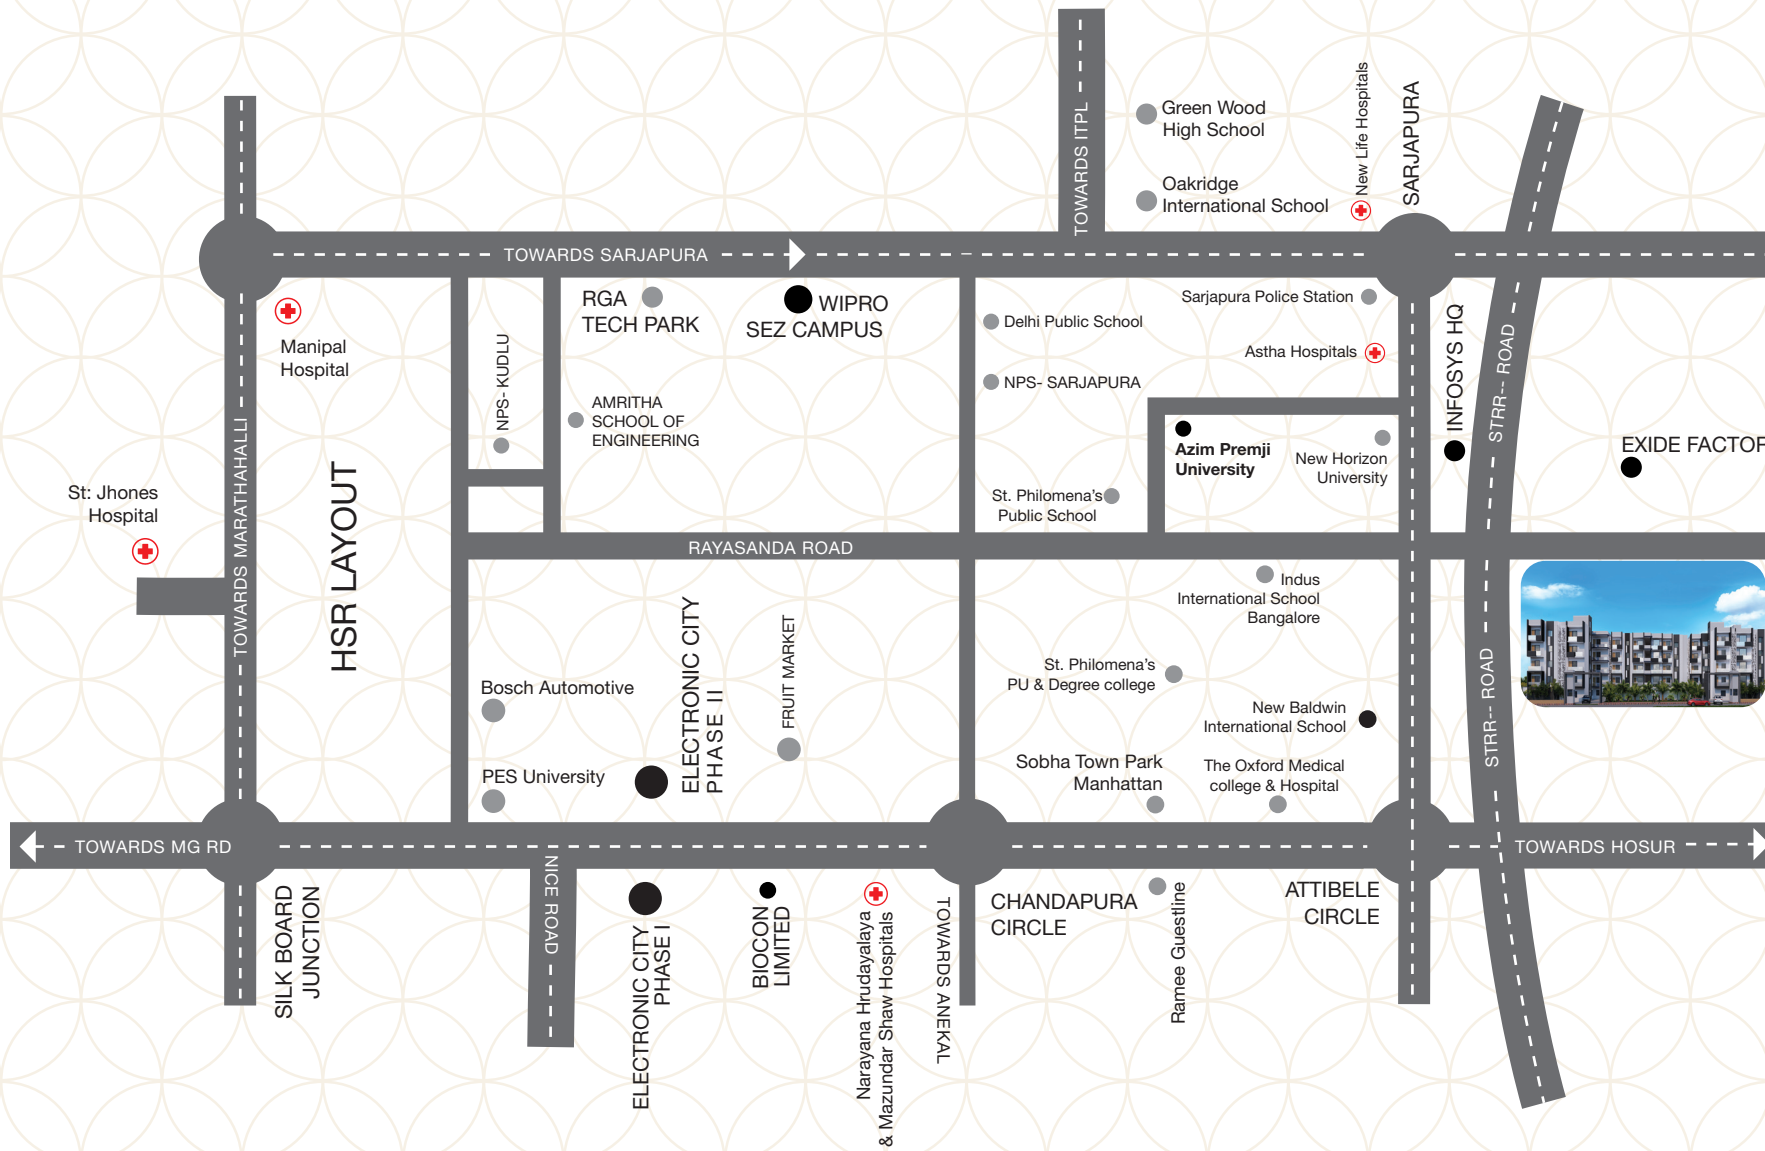 TOWARDS ITPL
Green Wood
High School
Oakridge
International School
New Life Hospitals
SARJAPURA
TOWARDS SARJAPURA
Manipal
Hospital
TOWARDS MARATHAHALLI
St: Jhones
Hospital
HSR LAYOUT
NPS- KUDLU
RGA
TECH PARK
WIPRO
SEZ CAMPUS
AMRITHA
SCHOOL OF
ENGINEERING
Delhi Public School
NPS- SARJAPURA
Sarjapura Police Station
Astha Hospitals
Azim Premji
University
New Horizon
University
St. Philomena's
Public School
INFOSYS HQ
STRR-- ROAD
EXIDE FACTOR
RAYASANDA ROAD
Indus
International School
Bangalore
St. Philomena's
PU & Degree college
New Baldwin
International School
Sobha Town Park
Manhattan
The Oxford Medical
college & Hospital
STRR-- ROAD
Bosch Automotive
PES University
ELECTRONIC CITY
PHASE II
FRUIT MARKET
TOWARDS MG RD
TOWARDS HOSUR
SILK BOARD
JUNCTION
NICE ROAD
ELECTRONIC CITY
PHASE I
BIOCON
LIMITED
Narayana Hrudayalaya
& Mazundar Shaw Hospitals
TOWARDS ANEKAL
CHANDAPURA
CIRCLE
Ramee Guestline
ATTIBELE
CIRCLE